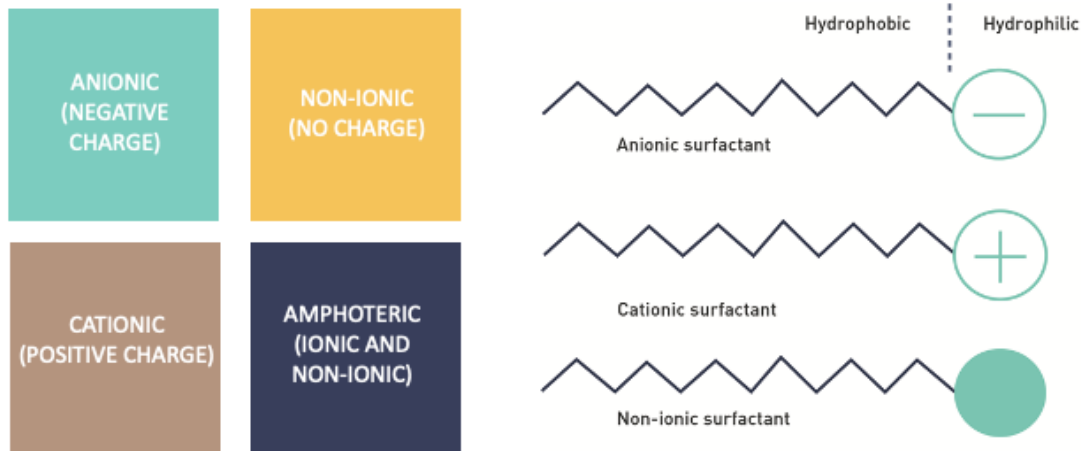 ANIONIC
(NEGATIVE
CHARGE)
NON-IONIC
(NO CHARGE)
CATIONIC
(POSITIVE CHARGE)
AMPHOTERIC
(IONIC AND
NON-IONIC)
Hydrophobic
Hydrophilic
Anionic surfactant
Cationic surfactant
Non-ionic surfactant